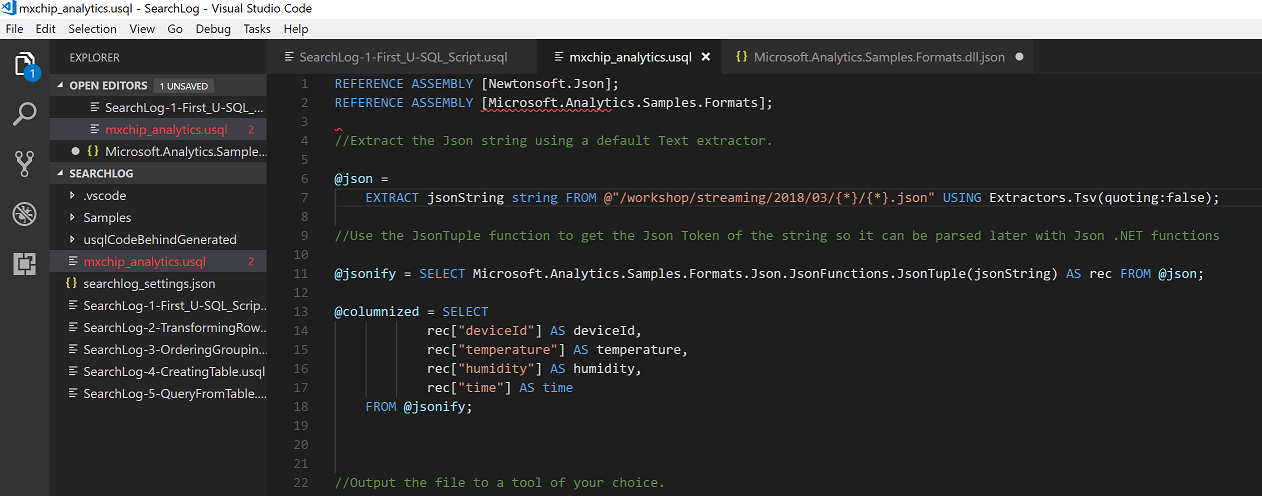 mxchip_analytics.usql - SearchLog - Visual Studio Code
File Edit Selection View Go Debug Tasks Help
EXPLORER
SearchLog-1-First_U-SQL_Script.usql
mxchip_analytics.usql
{} Microsoft.Analytics.Samples.Formats.dll.json
1
OPEN EDITORS 1 UNSAVED
SearchLog-1-First_U-SQL_...
mxchip_analytics.usql 2
{} Microsoft.Analytics.Sample...
SEARCHLOG
.vscode
Samples
usqlCodeBehindGenerated
mxchip_analytics.usql 2
{} searchlog_settings.json
SearchLog-1-First_U-SQL_Scrip...
SearchLog-2-TransformingRow...
SearchLog-3-OrderingGroupin...
SearchLog-4-CreatingTable.usql
SearchLog-5-QueryFromTable....
1 REFERENCE ASSEMBLY [Newtonsoft.Json];
2 REFERENCE ASSEMBLY [Microsoft.Analytics.Samples.Formats];
3
4 //Extract the Json string using a default Text extractor.
5
6 @json =
7 EXTRACT jsonString string FROM @"/workshop/streaming/2018/03/{*}/{*}.json" USING Extractors.Tsv(quoting:false);
8
9 //Use the JsonTuple function to get the Json Token of the string so it can be parsed later with Json .NET functions
10
11 @jsonify = SELECT Microsoft.Analytics.Samples.Formats.Json.JsonFunctions.JsonTuple(jsonString) AS rec FROM @json;
12
13 @columnized = SELECT
14 rec["deviceId"] AS deviceId,
15 rec["temperature"] AS temperature,
16 rec["humidity"] AS humidity,
17 rec["time"] AS time
18 FROM @jsonify;
19
20
21
22 //Output the file to a tool of your choice.